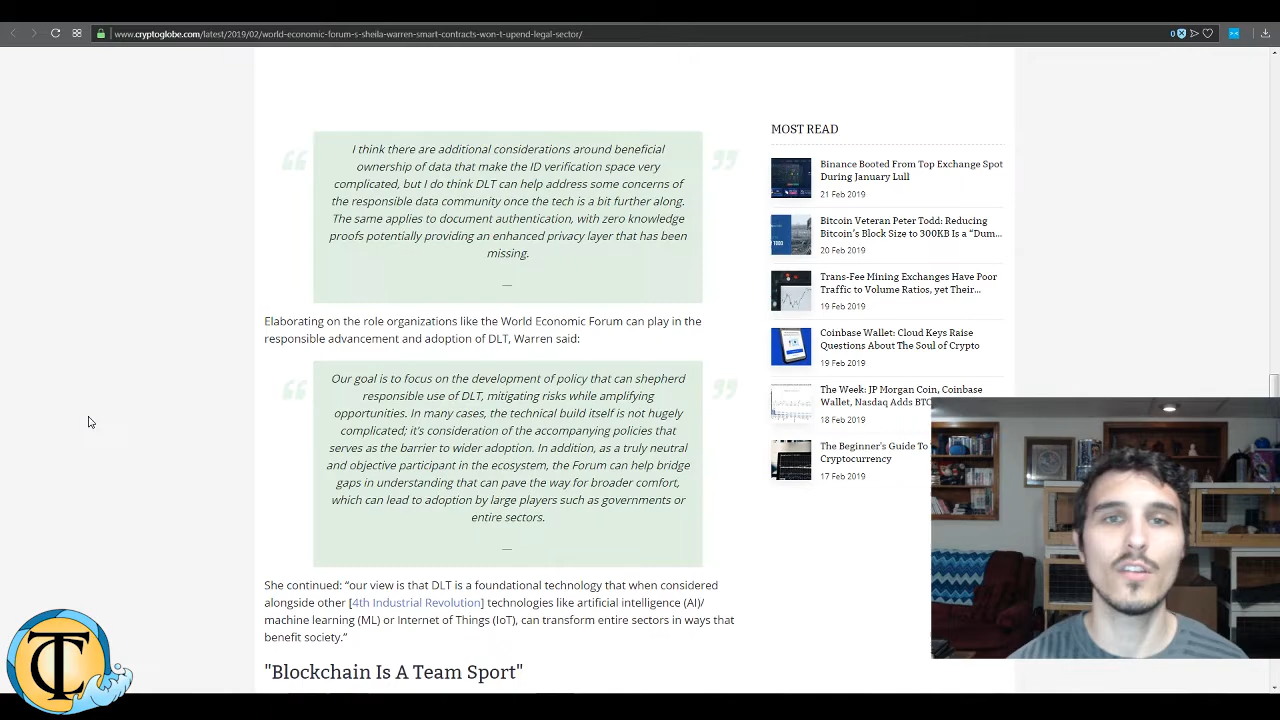 www.cryptoglobe.com/latest/2019/02/world-economic-forum-s-sheila-warren-smart-contracts-won-t-upend-legal-sector/
0
I think there are additional considerations around beneficial
ownership of data that make the ID verification space very
complicated, but I do think DLT can help address some concerns of
the responsible data community once the tech is a bit further along.
The same applies to document authentication, with zero knowledge
proofs potentially providing an enhanced privacy layer that has been
missing.
—
Elaborating on the role organizations like the World Economic Forum can play in the
responsible advancement and adoption of DLT, Warren said:
Our goal is to focus on the development of policy that can shepherd
responsible use of DLT, mitigating risks while amplifying
opportunities. In many cases, the technical build itself is not hugely
complicated; it's consideration of the accompanying policies that
serves as the barrier to wider adoption. In addition, as a truly neutral
and objective participant in the ecosystem, the Forum can help bridge
gaps in understanding that can pave the way for broader comfort,
which can lead to adoption by large players such as governments or
entire sectors.
—
She continued: “our view is that DLT is a foundational technology that when considered
alongside other [4th Industrial Revolution] technologies like artificial intelligence (AI)/
machine learning (ML) or Internet of Things (IoT), can transform entire sectors in ways that
benefit society.”
"Blockchain Is A Team Sport"
MOST READ
Binance Booted From Top Exchange Spot
During January Lull
21 Feb 2019
Bitcoin Veteran Peter Todd: Reducing
Bitcoin’s Block Size to 300KB Is a “Dum...
20 Feb 2019
Trans-Fee Mining Exchanges Have Poor
Traffic to Volume Ratios, yet Their...
19 Feb 2019
Coinbase Wallet: Cloud Keys Raise
Questions About The Soul of Crypto
19 Feb 2019
The Week: JP Morgan Coin, Coinbase
Wallet, Nasdaq Adds BTC
18 Feb 2019
The Beginner's Guide To
Cryptocurrency
17 Feb 2019
TC